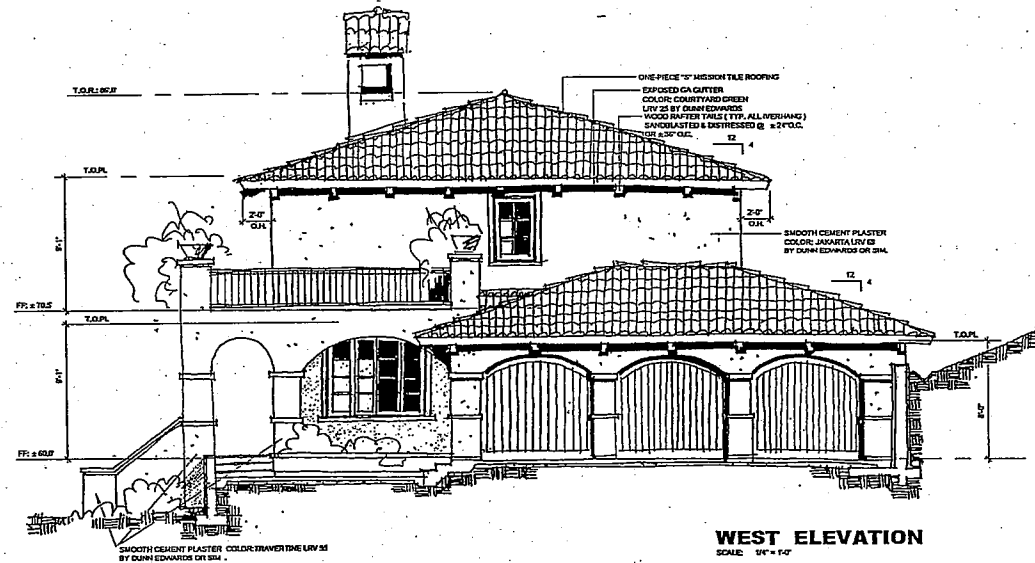 ONE-PIECE "S" MISSION TILE ROOFING
EXPOSED GA GUTTER
COLOR: COURTYARD GREEN
LRV 25 BY DUNN EDWARDS
WOOD RAFTER TAILS ( TYP. ALL OVERHANG )
SANDBLASTED & DISTRESSED @ ± 24" O.C.
OR ± 36" O.C.
12
4
T.O.R.:
T.O.PL
2'-0"
O.H.
2'-0"
O.H.
9'-1"
SMOOTH CEMENT PLASTER
COLOR: JAKARTA LRV 63
BY DUNN EDWARDS OR SIM.
12
4
FF: ± 70.5'
T.O.PL
T.O.PL
9'-1"
8'-0"
FF: ± 60.0'
SMOOTH CEMENT PLASTER COLOR: TRAVERTINE LRV 55
BY DUNN EDWARDS OR SIM .
WEST ELEVATION
SCALE: 1/4" = 1'-0"